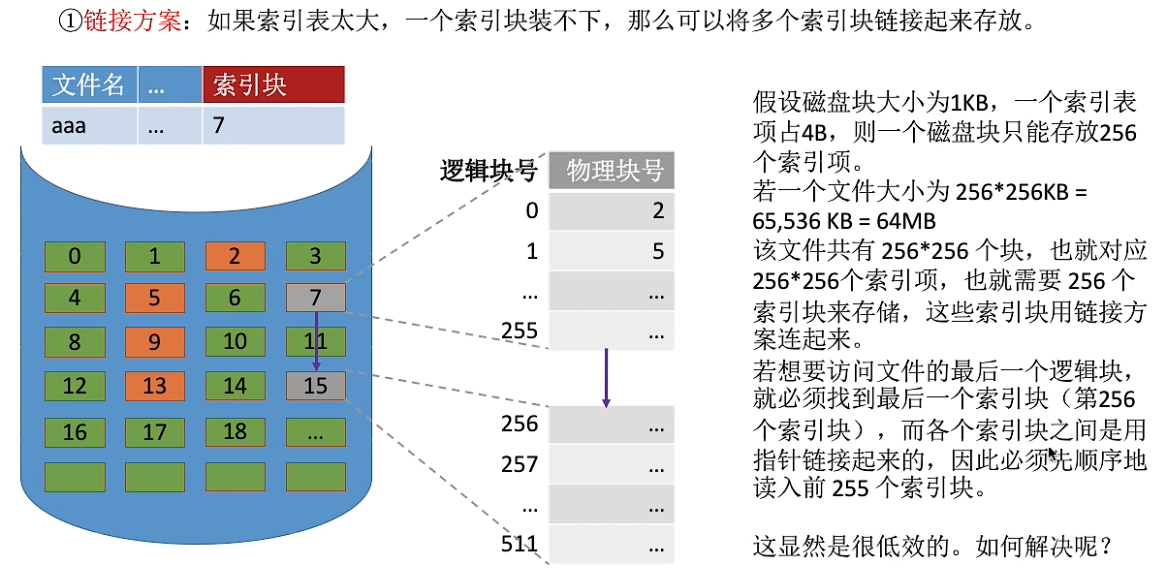 ①链接方案：如果索引表太大，一个索引块装不下，那么可以将多个索引块链接起来存放。
文件名 ... 索引块
aaa ... 7
0 1 2 3
4 5 6 7
8 9 10 11
12 13 14 15
16 17 18 ...
逻辑块号 物理块号
0 2
1 5
... ...
255 ...
256 ...
257 ...
... ...
511 ...
假设磁盘块大小为1KB，一个索引表
项占4B，则一个磁盘块只能存放256
个索引项。
若一个文件大小为 256*256KB =
65,536 KB = 64MB
该文件共有 256*256 个块，也就对应
256*256个索引项，也就需要 256 个
索引块来存储，这些索引块用链接方
案连起来。
若想要访问文件的最后一个逻辑块，
就必须找到最后一个索引块（第256
个索引块），而各个索引块之间是用
指针链接起来的，因此必须先顺序地
读入前 255 个索引块。
这显然是很低效的。如何解决呢？